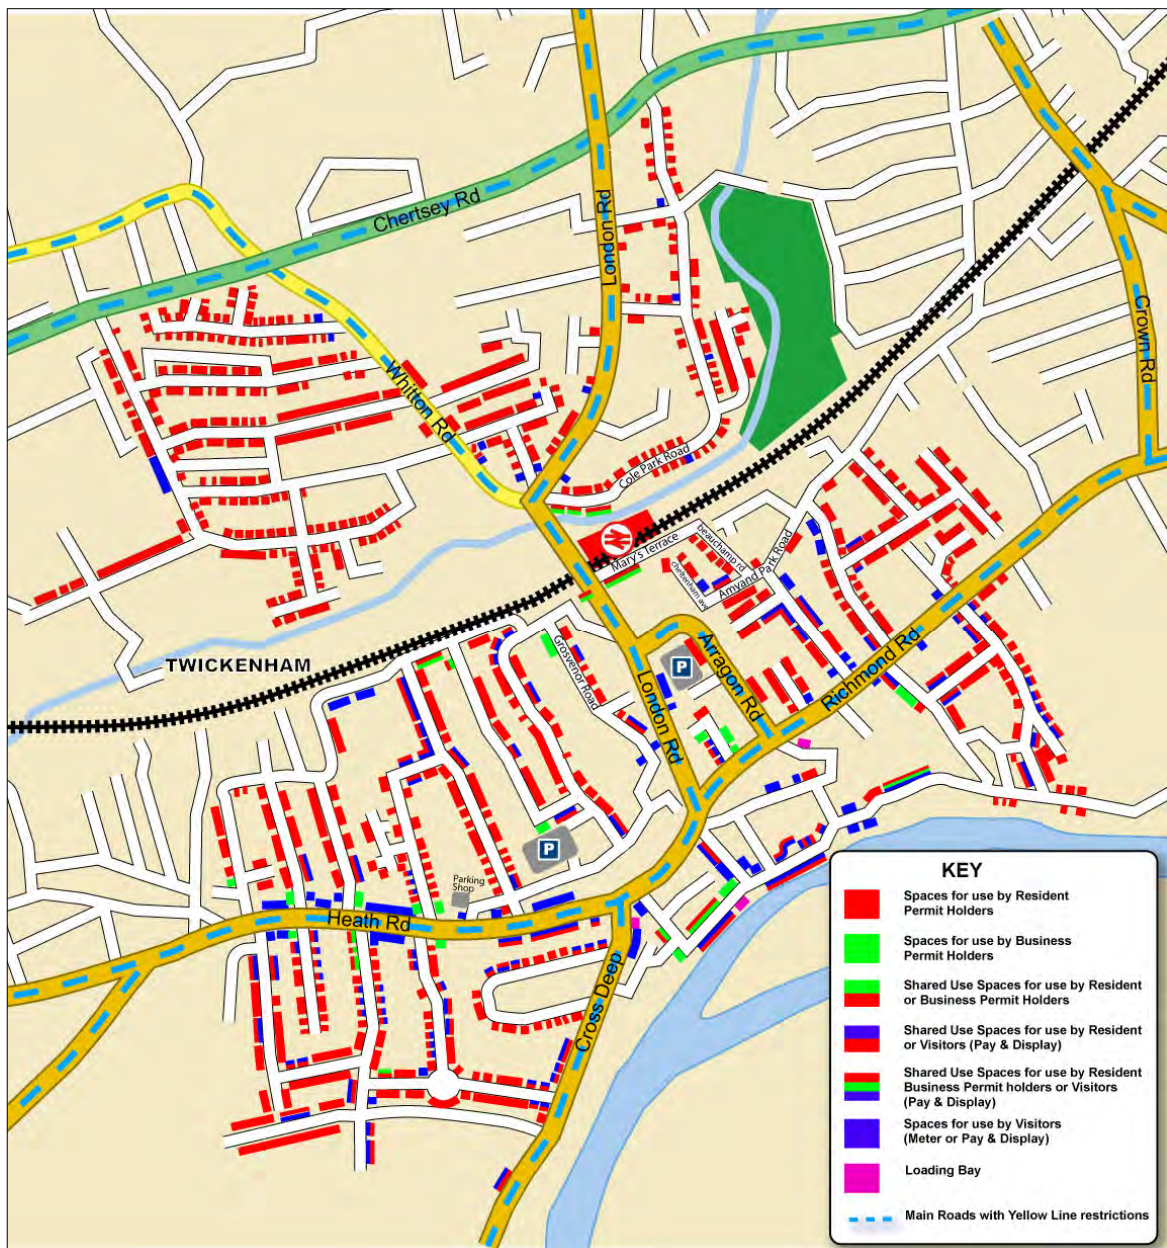 Chertsey Rd
London Rd
Crown Rd
Whitton Rd
Cole Park Road
Mary's Terrace
beauchamp rd
cheltenham ave
Amyand Park Road
TWICKENHAM
Grosvenor Road
Arragon Rd
P
Richmond Rd
London Rd
P
Parking
Shop
Heath Rd
Cross Deep
KEY
Spaces for use by Resident
Permit Holders
Spaces for use by Business
Permit Holders
Shared Use Spaces for use by Resident
or Business Permit Holders
Shared Use Spaces for use by Resident
or Visitors (Pay & Display)
Shared Use Spaces for use by Resident
Business Permit holders or Visitors
(Pay & Display)
Spaces for use by Visitors
(Meter or Pay & Display)
Loading Bay
Main Roads with Yellow Line restrictions